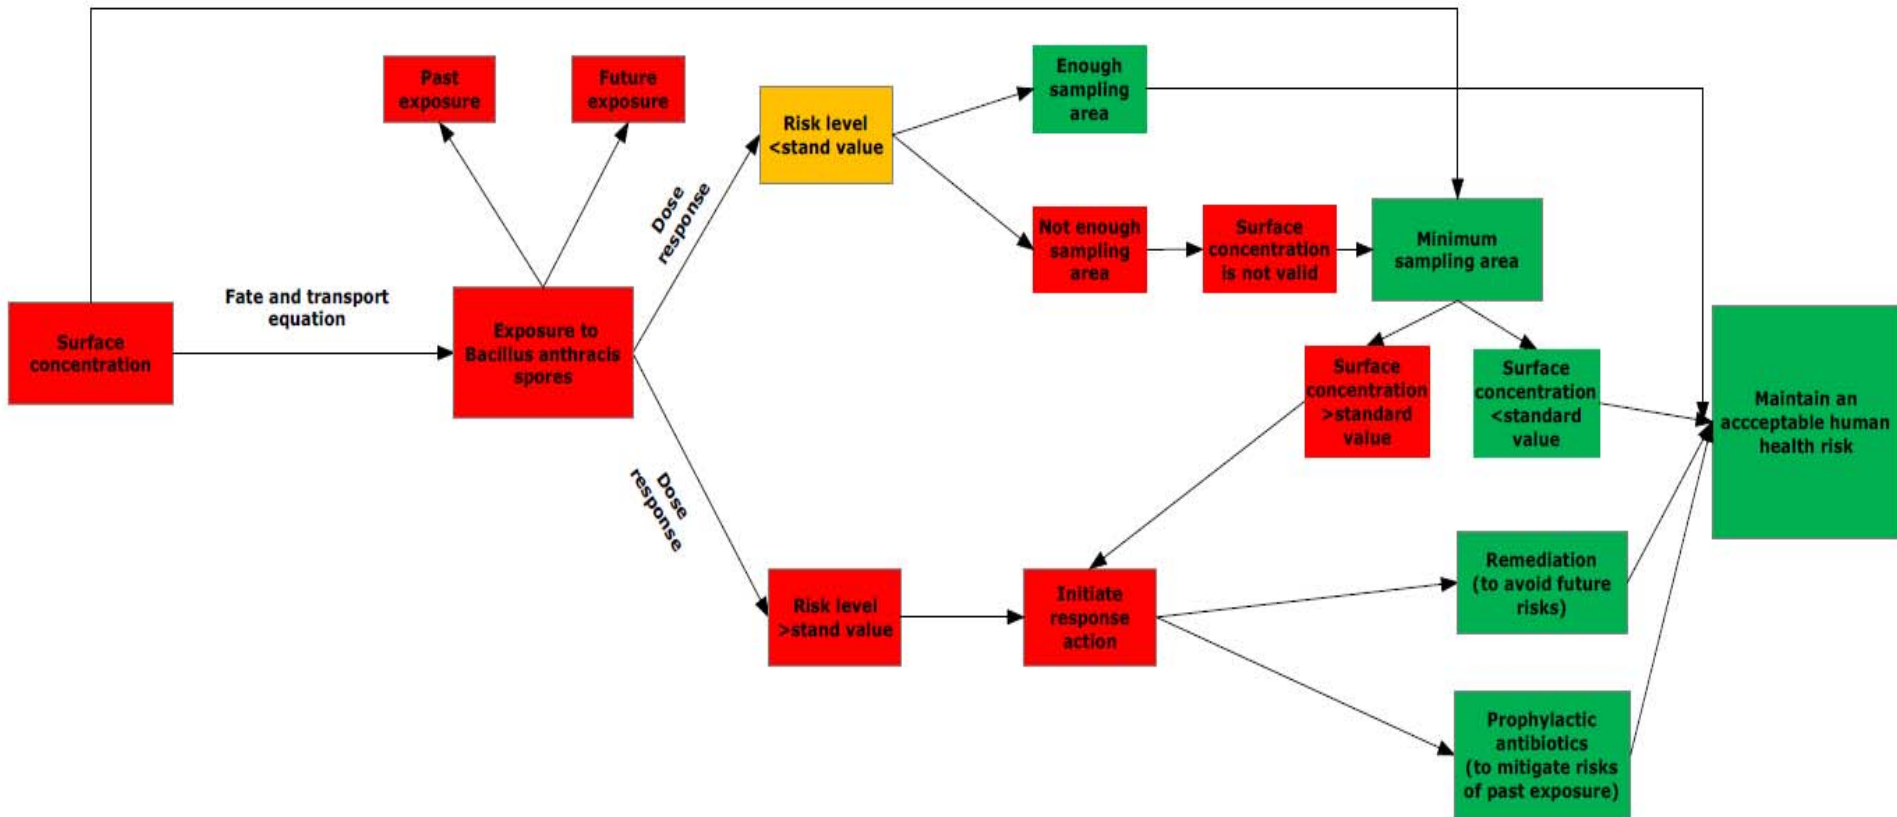 Past
exposure
Future
exposure
Risk level
<stand value
Enough
sampling
area
Dose
response
Not enough
sampling
area
Surface
concentration
is not valid
Minimum
sampling area
Fate and transport
equation
Surface
concentration
Exposure to
Bacillus anthracis
spores
Surface
concentration
>standard
value
Surface
concentration
<standard
value
Maintain an
accceptable human
health risk
Dose
response
Risk level
>stand value
Initiate
response
action
Remediation
(to avoid future
risks)
Prophylactic
antibiotics
(to mitigate risks
of past exposure)